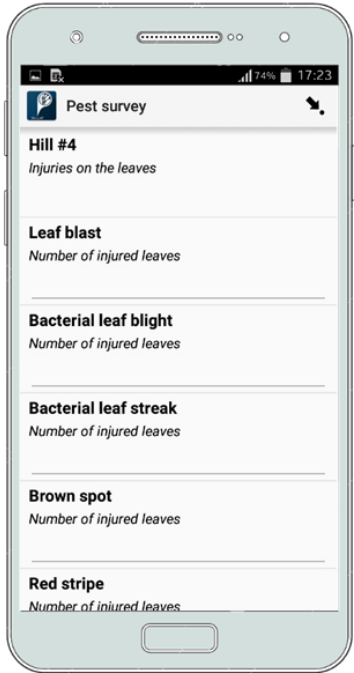 74% 17:23
Pest survey
Hill #4
Injuries on the leaves
Leaf blast
Number of injured leaves
Bacterial leaf blight
Number of injured leaves
Bacterial leaf streak
Number of injured leaves
Brown spot
Number of injured leaves
Red stripe
Number of injured leaves